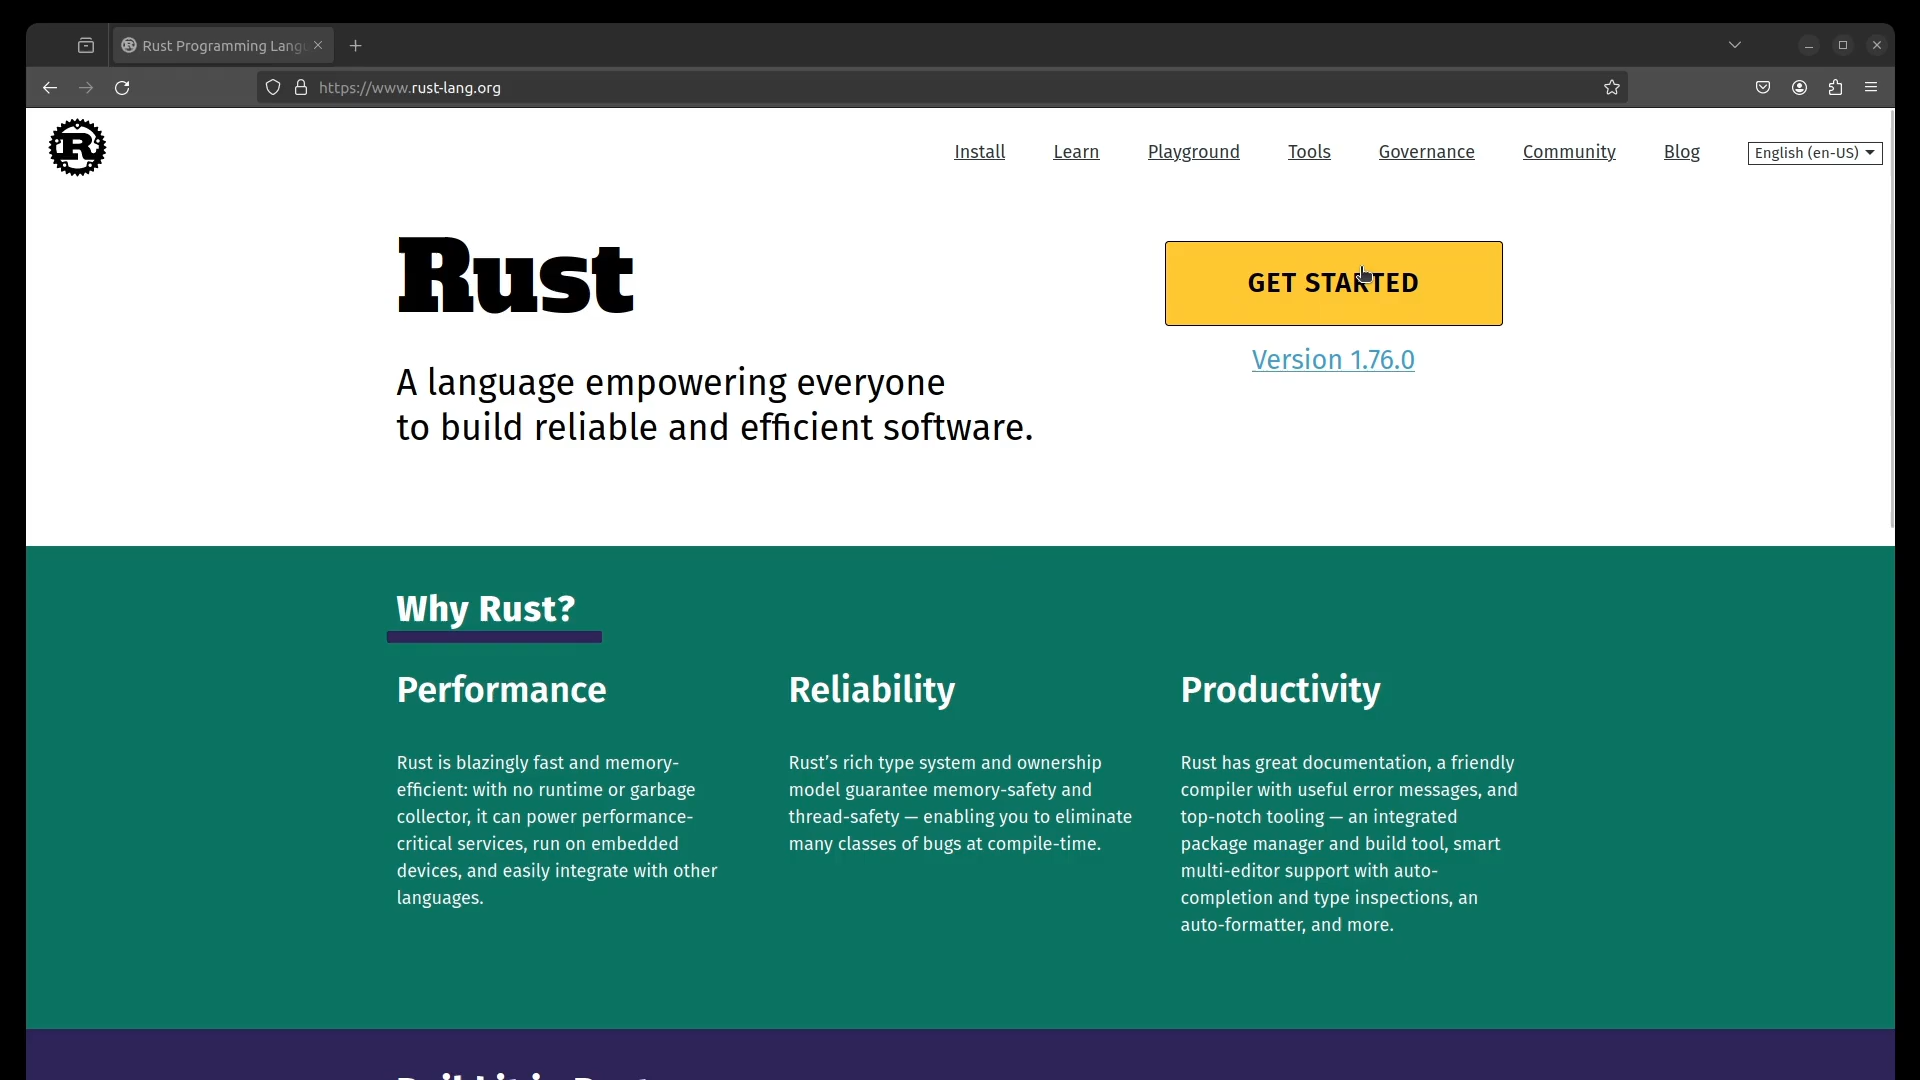 Rust Programming Langu
https://www.rust-lang.org
R
Install Learn Playground Tools Governance Community Blog English (en-US)
Rust
GET STARTED
Version 1.76.0
A language empowering everyone
to build reliable and efficient software.
Why Rust?
Performance
Rust is blazingly fast and memory-
efficient: with no runtime or garbage
collector, it can power performance-
critical services, run on embedded
devices, and easily integrate with other
languages.
Reliability
Rust’s rich type system and ownership
model guarantee memory-safety and
thread-safety — enabling you to eliminate
many classes of bugs at compile-time.
Productivity
Rust has great documentation, a friendly
compiler with useful error messages, and
top-notch tooling — an integrated
package manager and build tool, smart
multi-editor support with auto-
completion and type inspections, an
auto-formatter, and more.
Build it in Rust